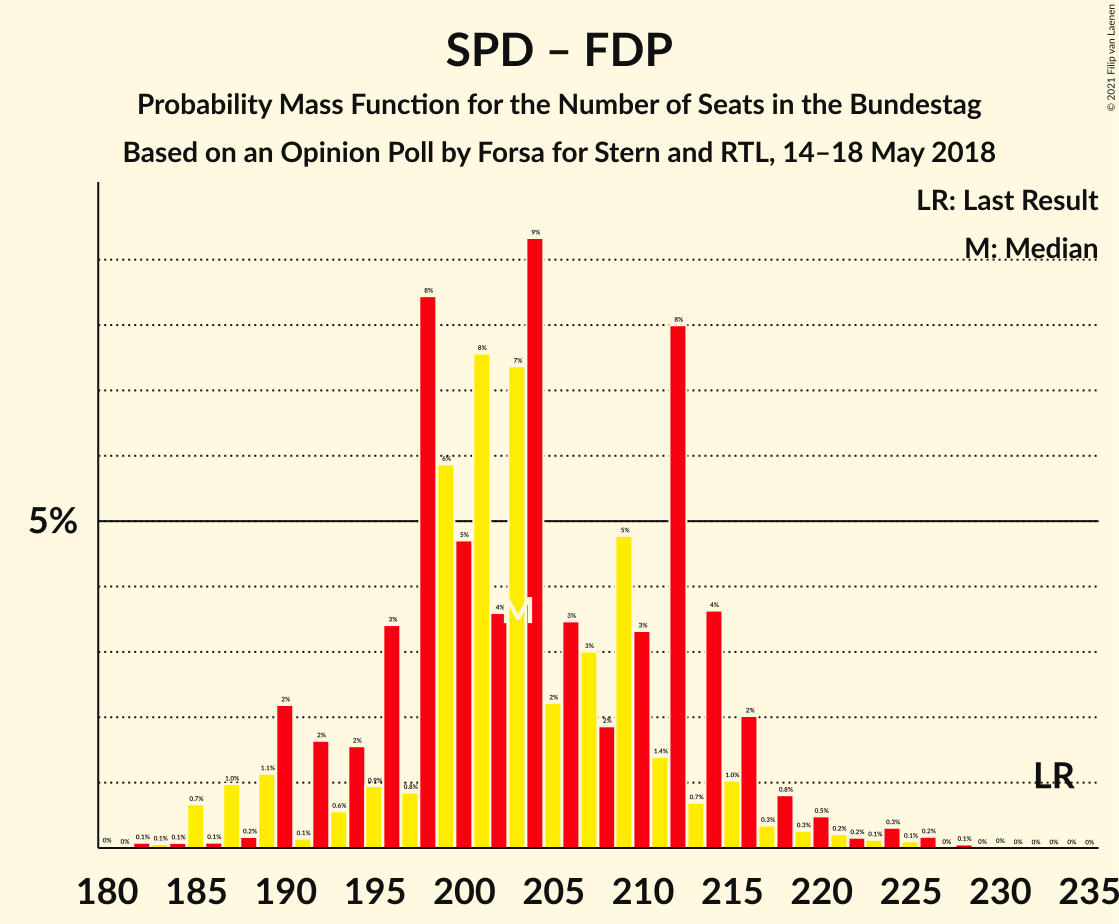 SPD – FDP
Probability Mass Function for the Number of Seats in the Bundestag
Based on an Opinion Poll by Forsa for Stern and RTL, 14–18 May 2018
© 2021 Filip van Laenen
LR: Last Result
M: Median
5%
0% 0% 0.1% 0.1% 0.1% 0.7% 0.1% 1.0% 0.2% 1.1% 2% 0.1% 2% 0.6% 2% 0.9% 3% 0.8% 8% 6% 5% 8% 4% 7% 9% 2% 3% 3% 2% 5% 3% 1.4% 8% 0.7% 4% 1.0% 2% 0.3% 0.8% 0.3% 0.5% 0.2% 0.2% 0.1% 0.3% 0.1% 0.2% 0% 0.1% 0% 0% 0% 0% 0% 0% 0%
M
LR
180 185 190 195 200 205 210 215 220 225 230 235